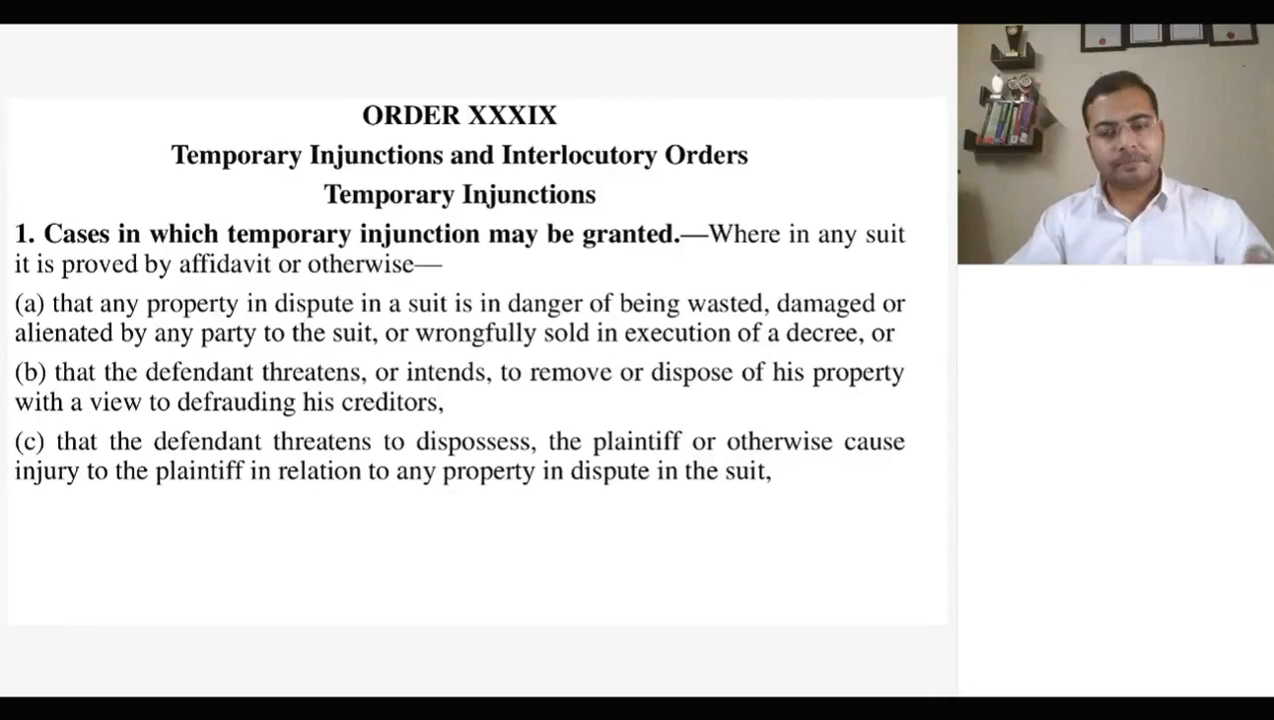 ORDER XXXIX
Temporary Injunctions and Interlocutory Orders
Temporary Injunctions
1. Cases in which temporary injunction may be granted.—Where in any suit
it is proved by affidavit or otherwise—
(a) that any property in dispute in a suit is in danger of being wasted, damaged or
alienated by any party to the suit, or wrongfully sold in execution of a decree, or
(b) that the defendant threatens, or intends, to remove or dispose of his property
with a view to defrauding his creditors,
(c) that the defendant threatens to dispossess, the plaintiff or otherwise cause
injury to the plaintiff in relation to any property in dispute in the suit,